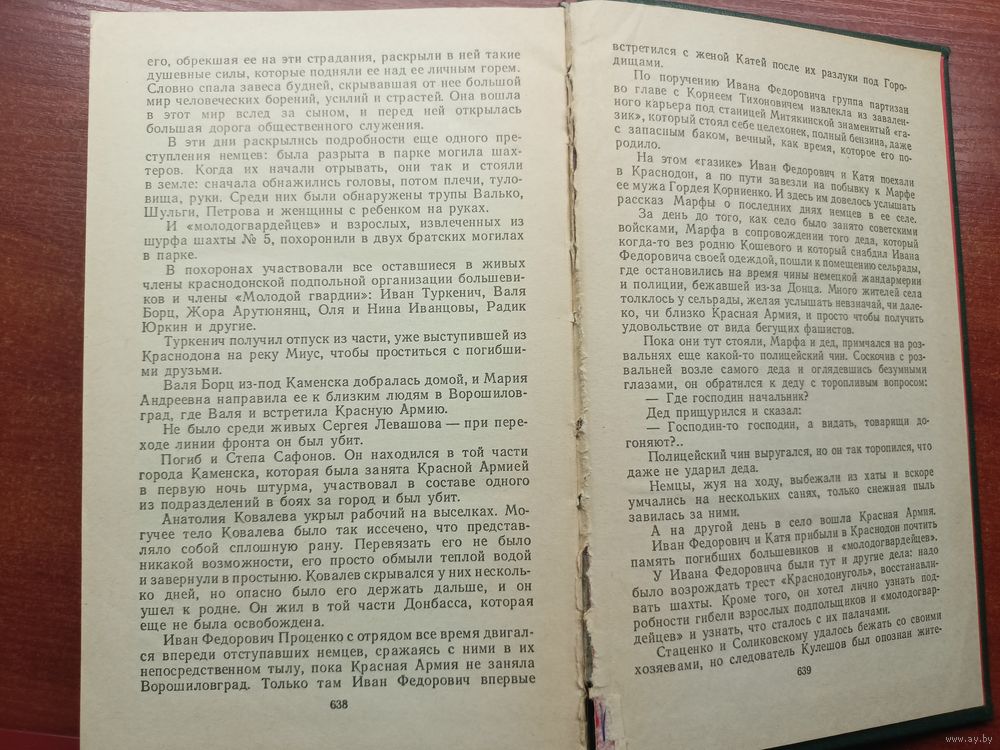 его, обрекшая ее на эти страдания, раскрыли в ней такие
душевные силы, которые подняли ее над ее личным горем.
Словно спала завеса будней, скрывавшая от нее большой
мир человеческих борений, усилий и страстей. Она вошла
в этот мир вслед за сыном, и перед ней открылась
большая дорога общественного служения.
В эти дни раскрылись подробности еще одного пре-
ступления немцев: была разрыта в парке могила шах-
теров. Когда их начали отрывать, они так и стояли
в земле: сначала обнажились головы, потом плечи, туло-
вища, руки. Среди них были обнаружены трупы Валько,
Шульги, Петрова и женщины с ребенком на руках.
И «молодогвардейцев» и взрослых, извлеченных из
шурфа шахты № 5, похоронили в двух братских могилах
в парке.
В похоронах участвовали все оставшиеся в живых
члены краснодонской подпольной организации большеви-
ков и члены «Молодой гвардии»: Иван Туркенич, Валя
Борц, Жора Арутюнянц, Оля и Нина Иванцовы, Радик
Юркин и другие.
Туркенич получил отпуск из части, уже выступившей из
Краснодона на реку Миус, чтобы проститься с погибши-
ми друзьями.
Валя Борц из-под Каменска добралась домой, и Мария
Андреевна направила ее к близким людям в Ворошилов-
град, где Валя и встретила Красную Армию.
Не было среди живых Сергея Левашова — при пере-
ходе линии фронта он был убит.
Погиб и Степа Сафонов. Он находился в той части
города Каменска, которая была занята Красной Армией
в первую ночь штурма, участвовал в составе одного
из подразделений в боях за город и был убит.
Анатолия Ковалева укрыл рабочий на выселках. Мо-
гучее тело Ковалева было так иссечено, что представ-
ляло собой сплошную рану. Перевязать его не было
никакой возможности, его просто обмыли теплой водой
и завернули в простыню. Ковалев скрывался у них несколь-
ко дней, но опасно было его держать дальше, и он
ушел к родне. Он жил в той части Донбасса, которая
еще не была освобождена.
Иван Федорович Проценко с отрядом все время двигал-
ся впереди отступавших немцев, сражаясь с ними в их
непосредственном тылу, пока Красная Армия не заняла
Ворошиловград. Только там Иван Федорович впервые
638
встретился с женой Катей после их разлуки под Горо-
дищами.
По поручению Ивана Федоровича группа партизан
во главе с Корнеем Тихоновичем извлекла из завален-
ного карьера под станицей Митякинской знаменитый «га-
зик», который стоял себе целехонек, полный бензина, даже
с запасным баком, вечный, как время, которое его по-
родило.
На этом «газике» Иван Федорович и Катя поехали
в Краснодон, а по пути завезли на побывку к Марфе
ее мужа Гордея Корниенко. И здесь им довелось услышать
рассказ Марфы о последних днях немцев в ее селе.
За день до того, как село было занято советскими
войсками, Марфа в сопровождении того деда, который
когда-то вез родню Кошевого и который снабдил Ивана
Федоровича своей одеждой, пошли к помещению сельрады,
где остановились на время чины немецкой жандармерии
и полиции, бежавшей из-за Донца. Много жителей села
толклось у сельрады, желая услышать невзначай, чи дале-
ко, чи близко Красная Армия, и просто чтобы получить
удовольствие от вида бегущих фашистов.
Пока они тут стояли, Марфа и дед, примчался на роз-
вальнях еще какой-то полицейский чин. Соскочив с роз-
вальней возле самого деда и оглядевшись безумными
глазами, он обратился к деду с торопливым вопросом:
— Где господин начальник?
Дед прищурился и сказал:
— Господин-то господин, а видать, товарищи до-
гоняют?..
Полицейский чин выругался, но он так торопился, что
даже не ударил деда.
Немцы, жуя на ходу, выбежали из хаты и вскоре
умчались на нескольких санях, только снежная пыль
завилась за ними.
А на другой день в село вошла Красная Армия.
Иван Федорович и Катя прибыли в Краснодон почтить
память погибших большевиков и «молодогвардейцев».
У Ивана Федоровича были тут и другие дела: надо
было возрождать трест «Краснодонуголь», восстанавли-
вать шахты. Кроме того, он хотел лично узнать под-
робности гибели взрослых подпольщиков и «молодогвар-
дейцев» и узнать, что сталось с их палачами.
Стаценко и Соликовскому удалось бежать со своими
хозяевами, но следователь Кулешов был опознан жите-
639
www.ay.by